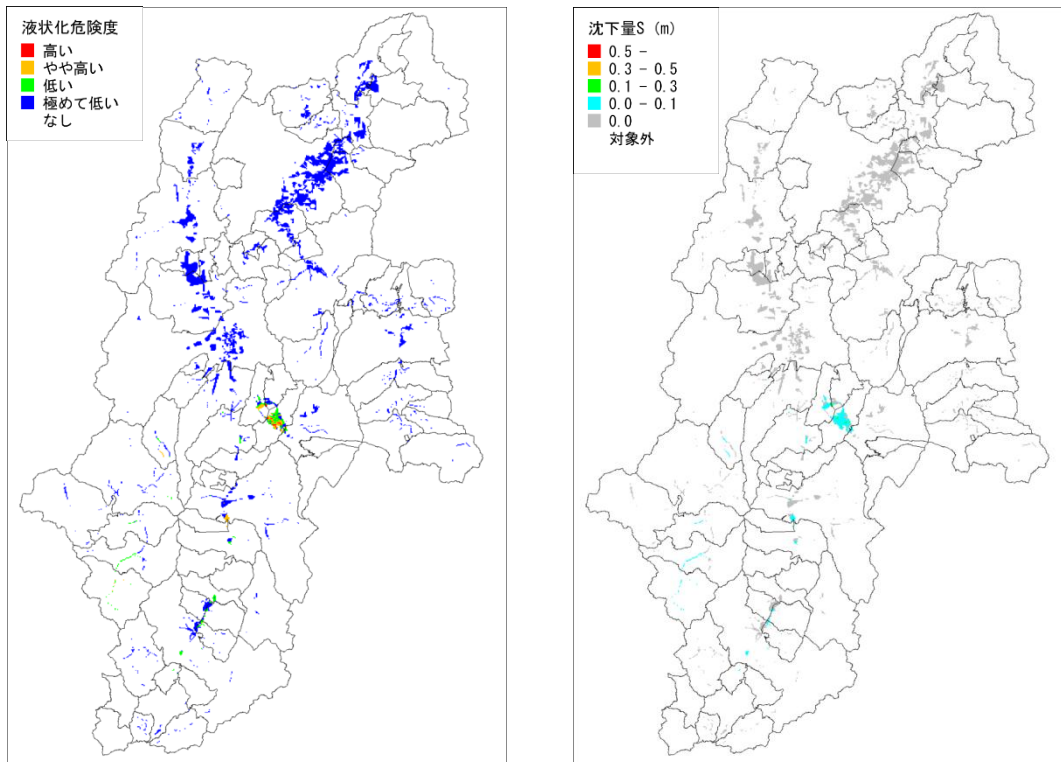 液状化危険度
高い
やや高い
低い
極めて低い
なし
沈下量S (m)
0.5 -
0.3 - 0.5
0.1 - 0.3
0.0 - 0.1
0.0
対象外